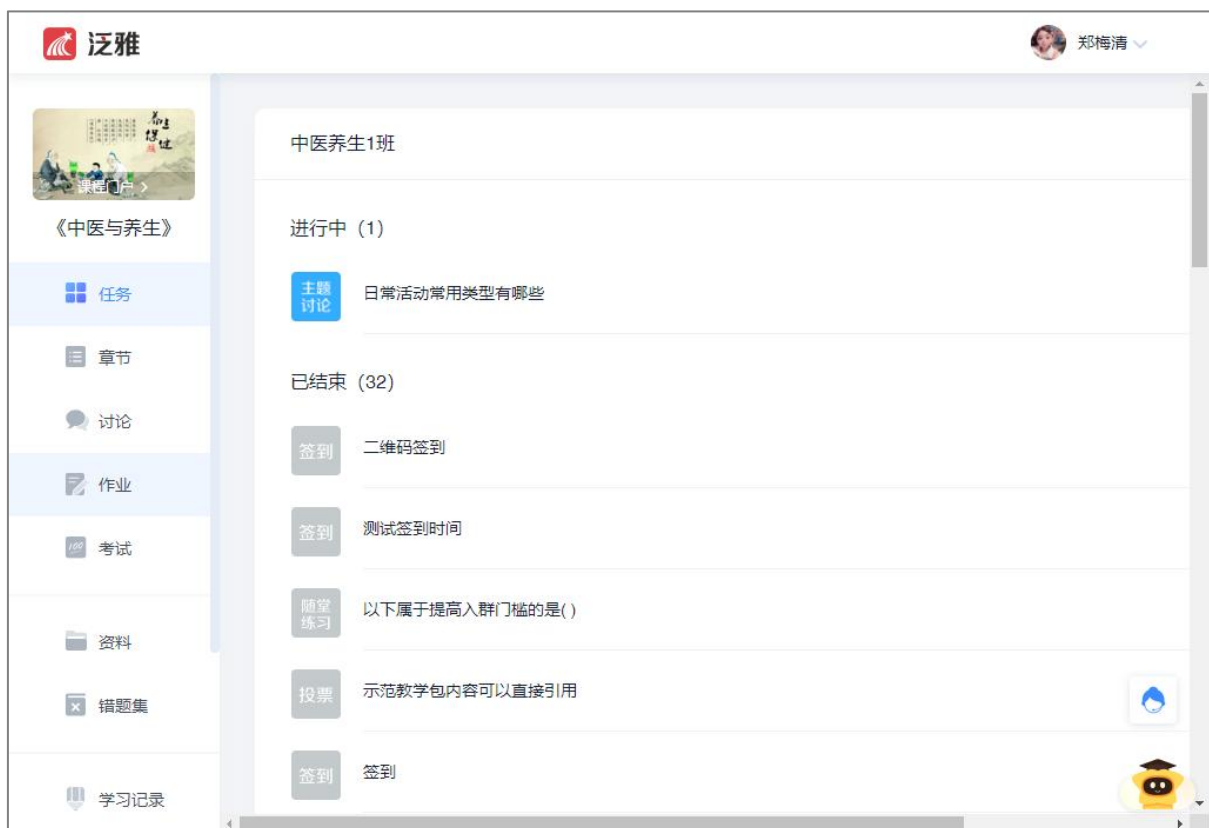 泛雅
郑梅清
养生
保健
课程门户 >
《中医与养生》
任务
章节
讨论
作业
100
考试
资料
错题集
学习记录
中医养生1班
进行中 (1)
主题
讨论
日常活动常用类型有哪些
已结束 (32)
签到
二维码签到
签到
测试签到时间
随堂
练习
以下属于提高入群门槛的是( )
投票
示范教学包内容可以直接引用
签到
签到